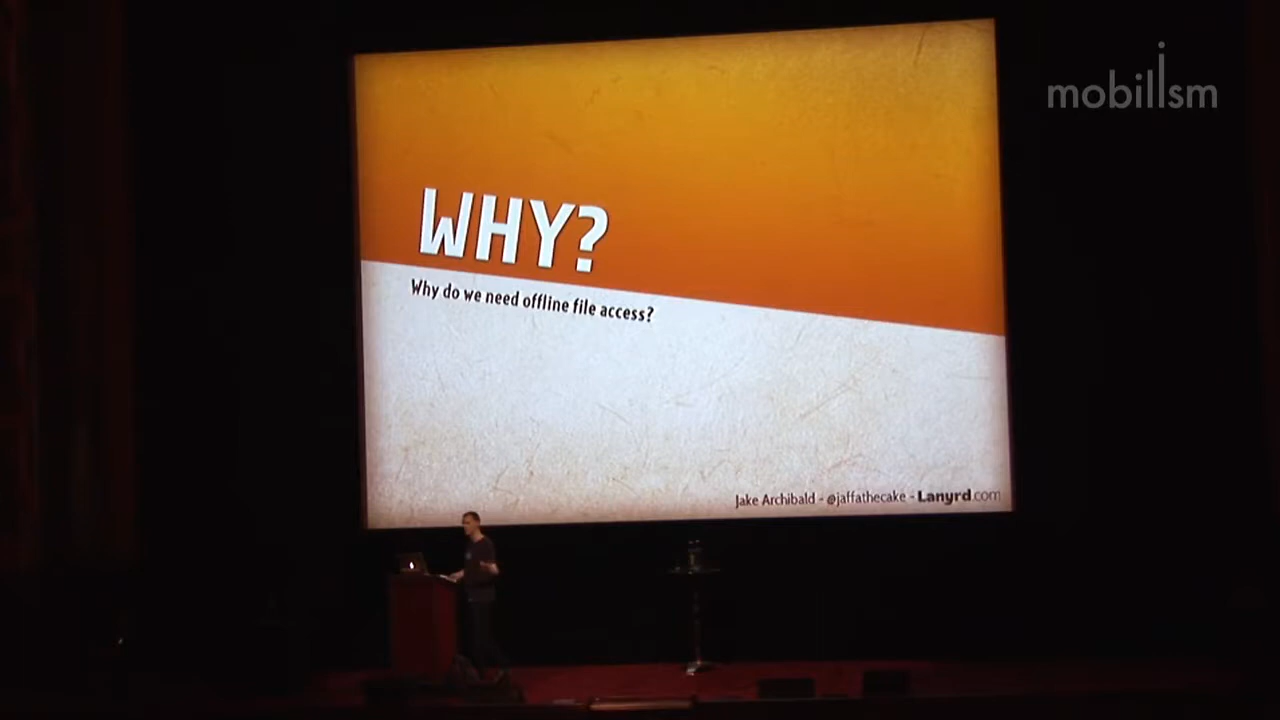 mobilIsm
WHY?
Why do we need offline file access?
Jake Archibald - @jaffathecake - Lanyrd.com